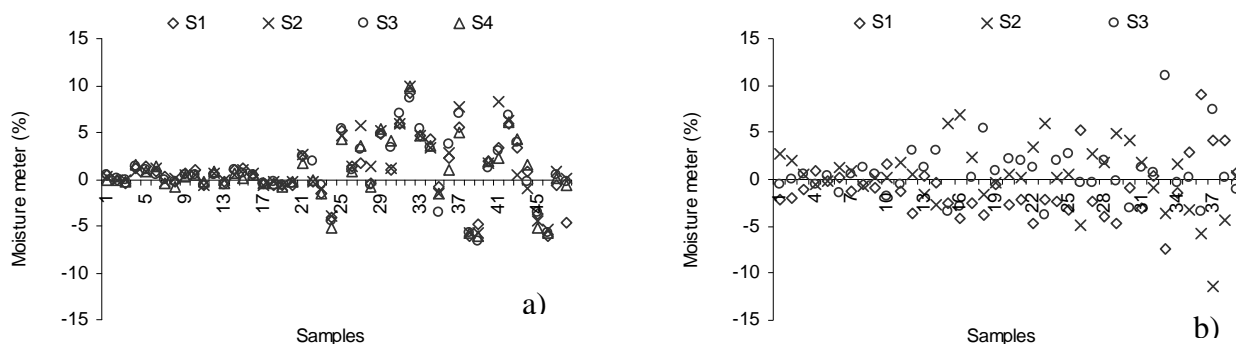 S1 S2 S3 S4
15
10
5
0
-5
-10
-15
Moisture meter (%)
1 5 9 13 17 21 25 29 33 37 41 45
Samples
a)
S1 S2 S3
15
10
5
0
-5
-10
-15
Moisture meter (%)
1 4 7 10 13 16 19 22 25 28 31 34 37
Samples
b)